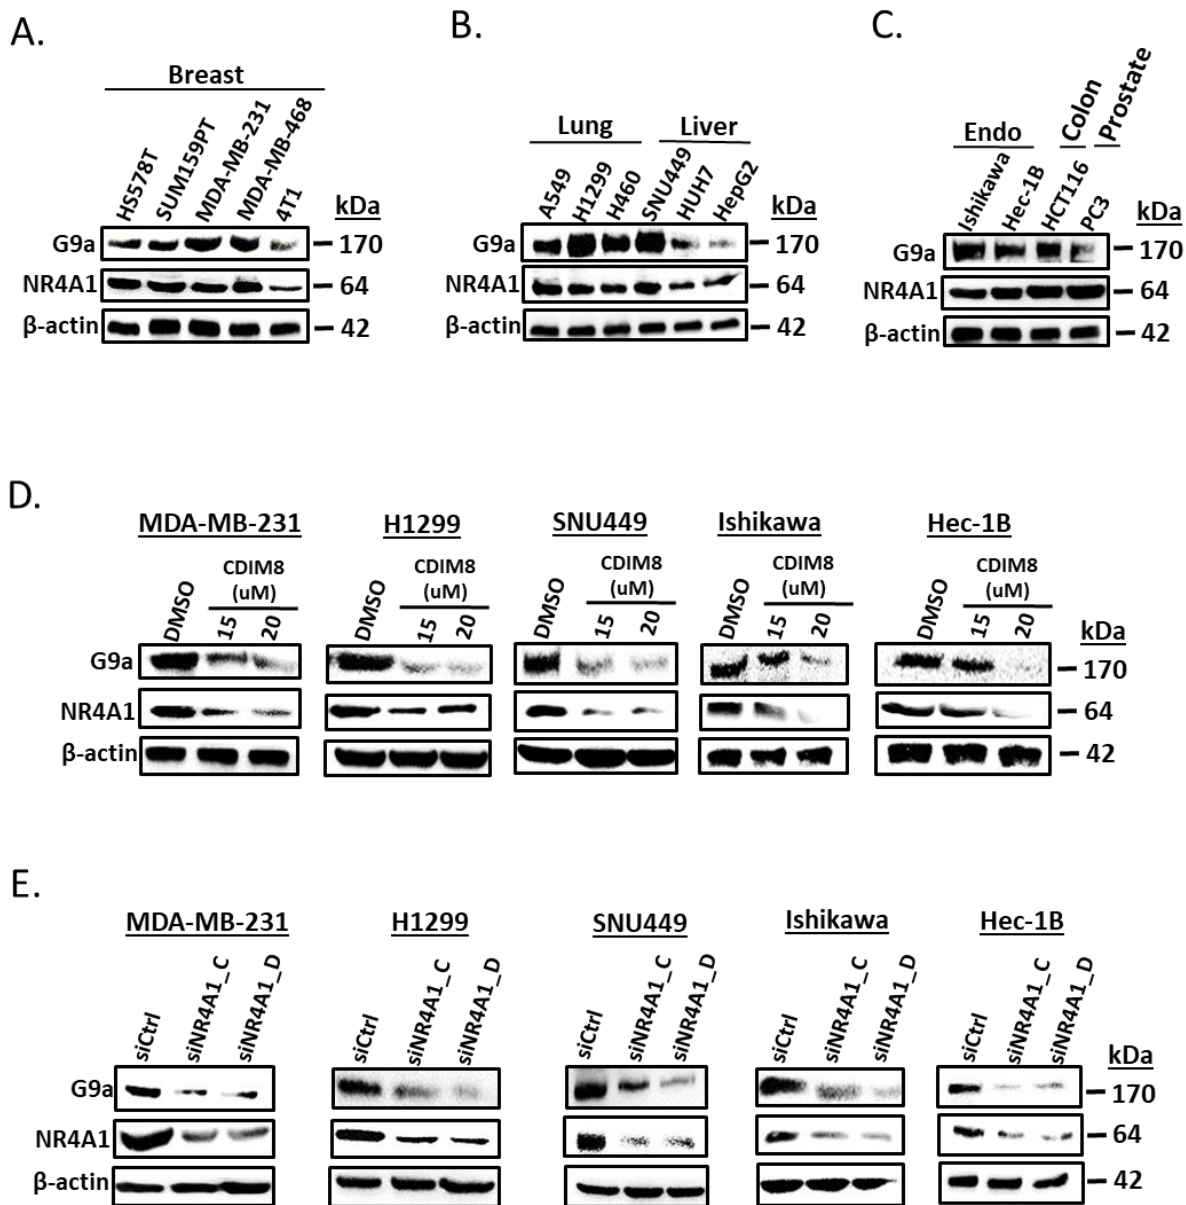 A.
Breast
HS578T SUM159PT MDA-MB-231 MDA-MB-468 4T1
kDa
G9a 170
NR4A1 64
β-actin 42
B.
Lung Liver
A549 H1299 H460 SNU449 HUH7 HepG2
kDa
G9a 170
NR4A1 64
β-actin 42
C.
Endo Colon Prostate
Ishikawa Hec-1B HCT116 PC3
kDa
G9a 170
NR4A1 64
β-actin 42
D.
MDA-MB-231 H1299 SNU449 Ishikawa Hec-1B
CDIM8 CDIM8 CDIM8 CDIM8 CDIM8
(uM) (uM) (uM) (uM) (uM)
DMSO 15 20 DMSO 15 20 DMSO 15 20 DMSO 15 20 DMSO 15 20
kDa
G9a 170
NR4A1 64
β-actin 42
E.
MDA-MB-231 H1299 SNU449 Ishikawa Hec-1B
siCtrl siNR4A1_C siNR4A1_D siCtrl siNR4A1_C siNR4A1_D siCtrl siNR4A1_C siNR4A1_D siCtrl siNR4A1_C siNR4A1_D siCtrl siNR4A1_C siNR4A1_D
kDa
G9a 170
NR4A1 64
β-actin 42